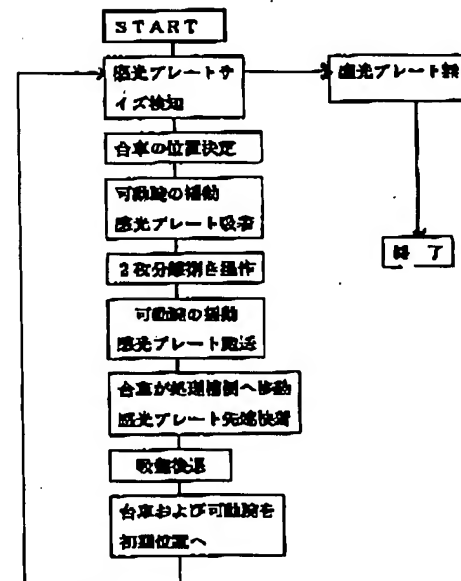 START
感光プレートサ
イズ検知
感光プレート無
終了
台車の位置決定
可動腕の揺動
感光プレート吸着
2枚分離捌き操作
可動腕の揺動
感光プレート搬送
台車が処理機側へ移動
感光プレート先端
吸盤後退
台車および可動腕を
初期位置へ